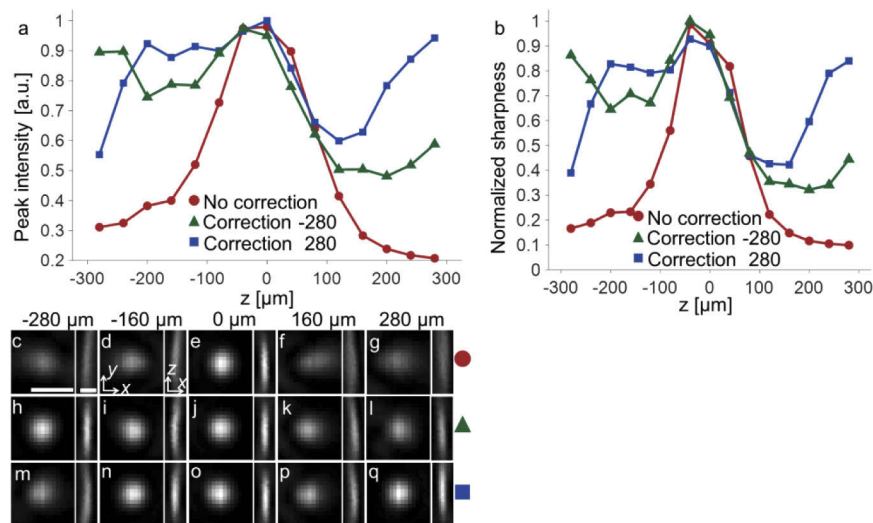 a
Peak intensity [a.u.]
1
0.9
0.8
0.7
0.6
0.5
0.4
0.3
0.2
No correction
Correction -280
Correction 280
-300 -200 -100 0 100 200 300
z [µm]
b
Normalized sharpness
1
0.9
0.8
0.7
0.6
0.5
0.4
0.3
0.2
0.1
0
No correction
Correction -280
Correction 280
-300 -200 -100 0 100 200 300
z [µm]
-280 µm -160 µm 0 µm 160 µm 280 µm
c d e f g
y z
x x
h i j k l
m n o p q